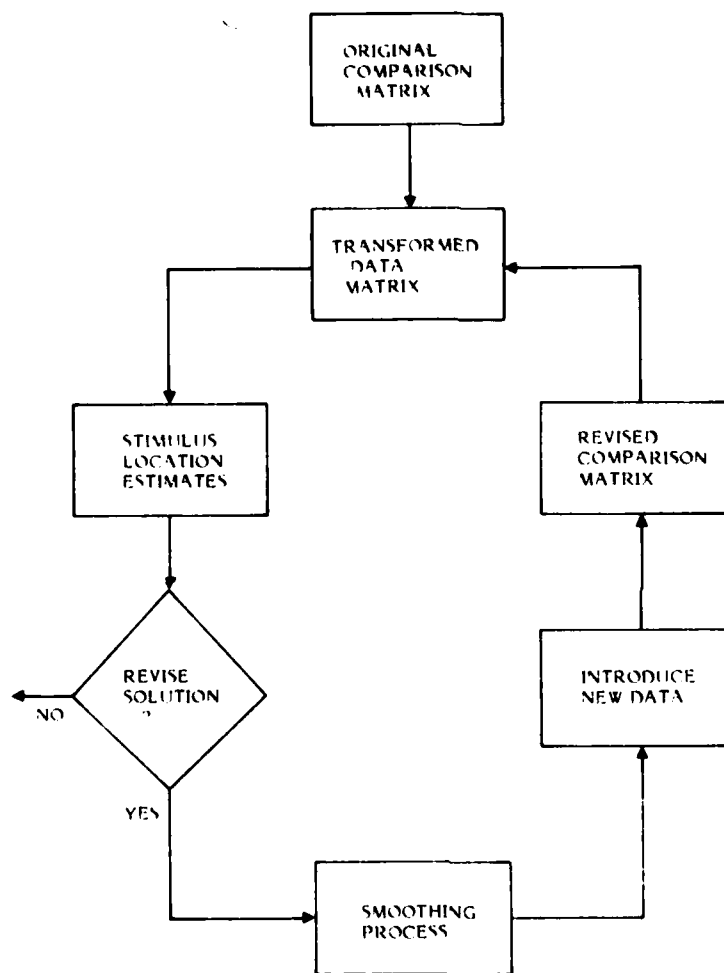 ORIGINAL
COMPARISON
MATRIX
TRANSFORMED
DATA
MATRIX
STIMULUS
LOCATION
ESTIMATES
REVISED
COMPARISON
MATRIX
REVISE
SOLUTION
?
NO
YES
INTRODUCE
NEW DATA
SMOOTHING
PROCESS